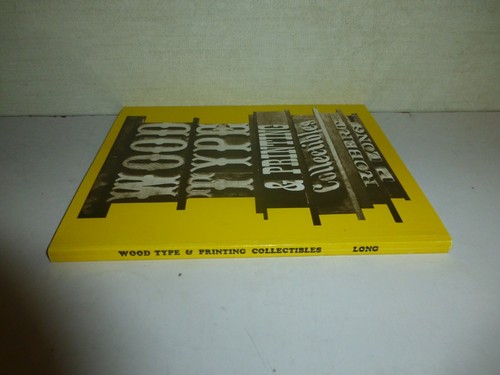 WOOD
TYPE
& PRINTING
Collectibles
ROBERT
L LONG
WOOD TYPE & PRINTING COLLECTIBLES LONG